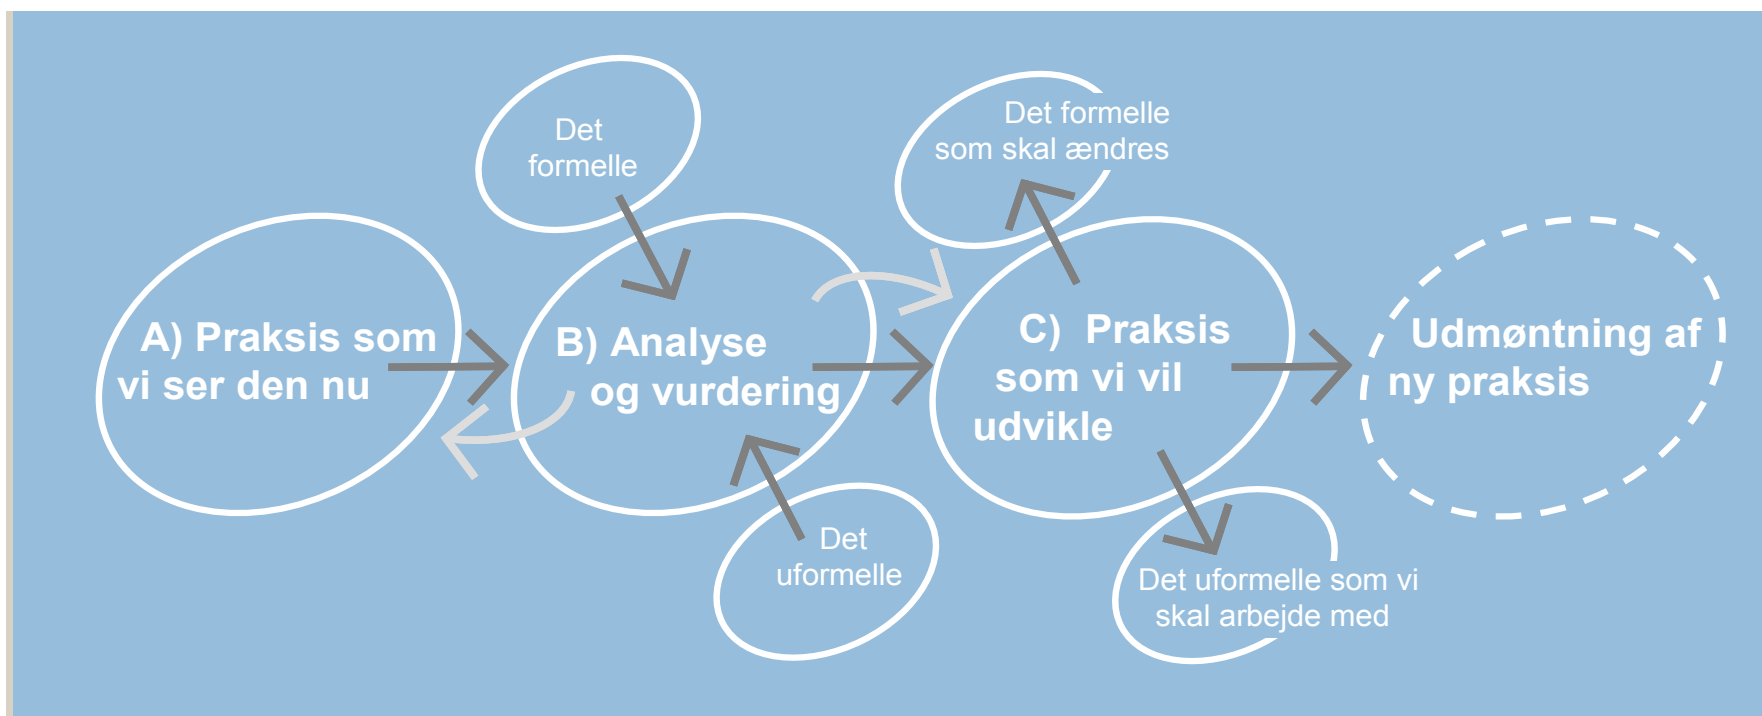 Det
formelle
Det formelle
som skal ændres
A) Praksis som
vi ser den nu
B) Analyse
og vurdering
C) Praksis
som vi vil
udvikle
Udmøntning af
ny praksis
Det
uformelle
Det uformelle som vi
skal arbejde med